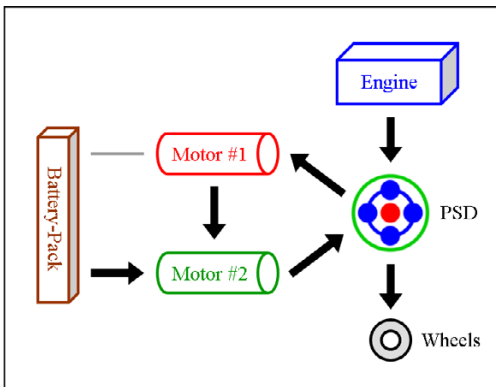 Engine
Motor #1
Battery-Pack
PSD
Motor #2
Wheels